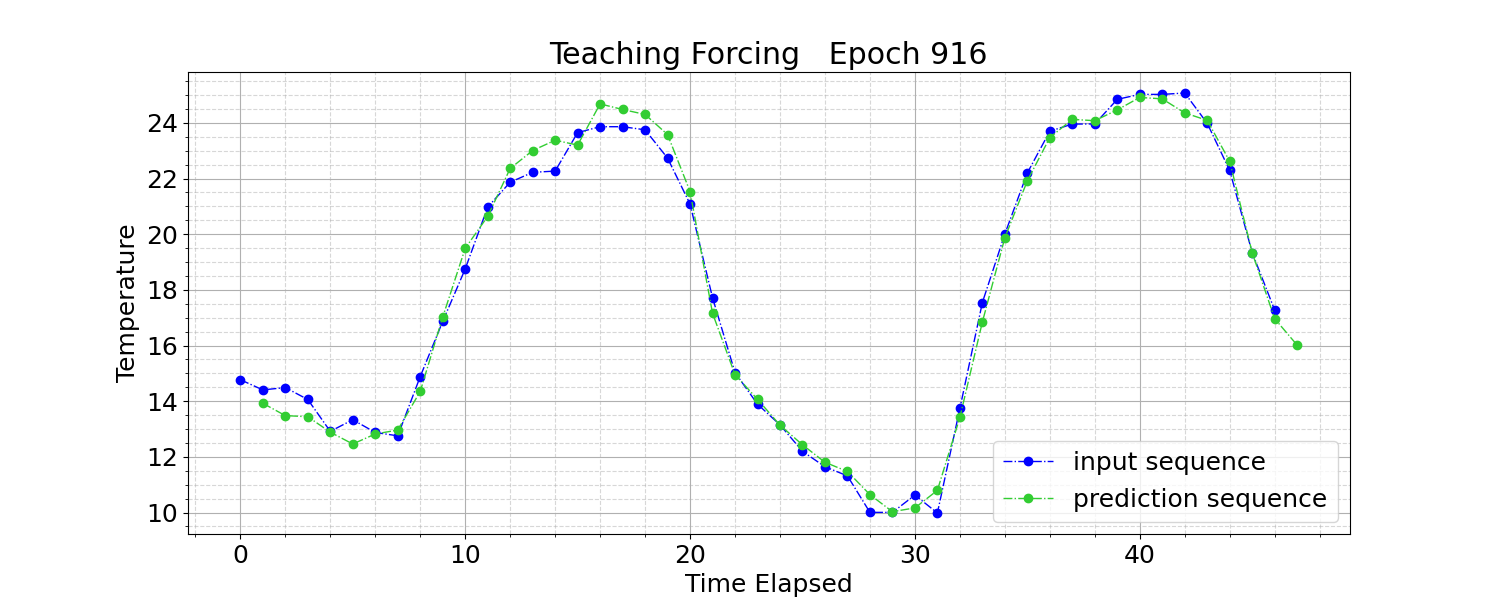 Teaching Forcing   Epoch 916
Temperature
24
22
20
18
16
14
12
10
input sequence
prediction sequence
0 10 20 30 40
Time Elapsed